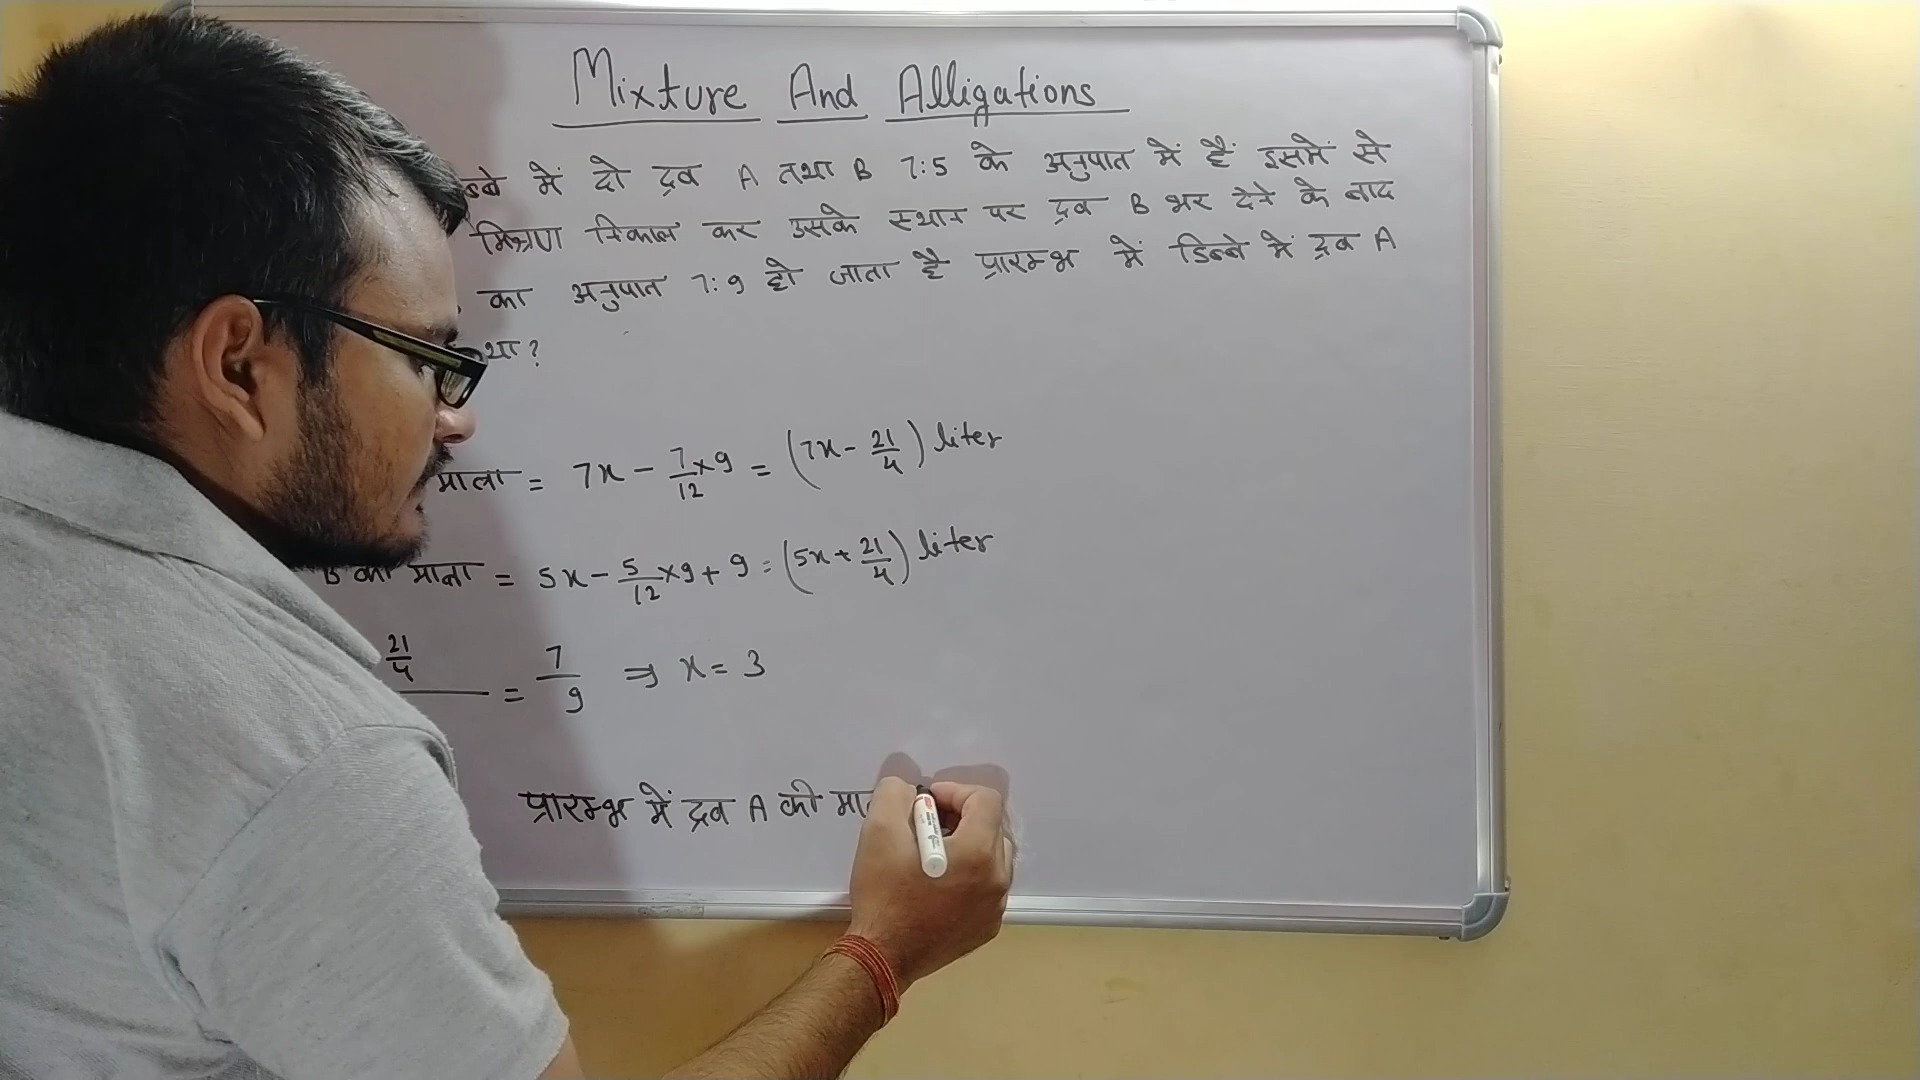 Mixture And Alligations
में दो द्रव A तथा B 7:5 के अनुपात में हैं इसमें से
मिश्रण निकाल कर उसके स्थान पर द्रव B भर देने के बाद
का अनुपात 7:9 हो जाता है प्रारम्भ में डिब्बे में द्रव A
था?
मात्रा = 7x - 7/12 x 9 = (7x - 21/4) liter
B की मात्रा = 5x - 5/12 x 9 + 9 = (5x + 21/4) liter
21/4
= 7/9 ⇒ x = 3
प्रारम्भ में द्रव A की